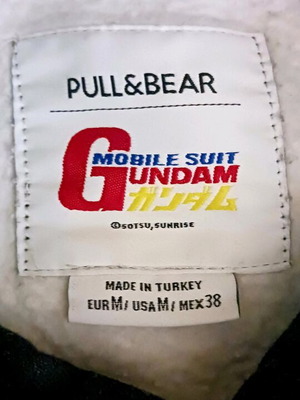 PULL&BEAR
MOBILE SUIT
GUNDAM
ガンダム
©SOTSU,SUNRISE
MADE IN TURKEY
EUR M/ USA M/ MEX 38